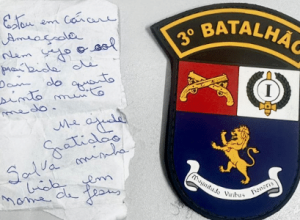 Estou em cárcere
Ameaçada
Nem vejo o sol
proibida de
sair do quarto
sinto muito
medo.
Me ajude
Gratidão
Salva minha
vida em
nome de Jesus
3º BATALHÃO
I